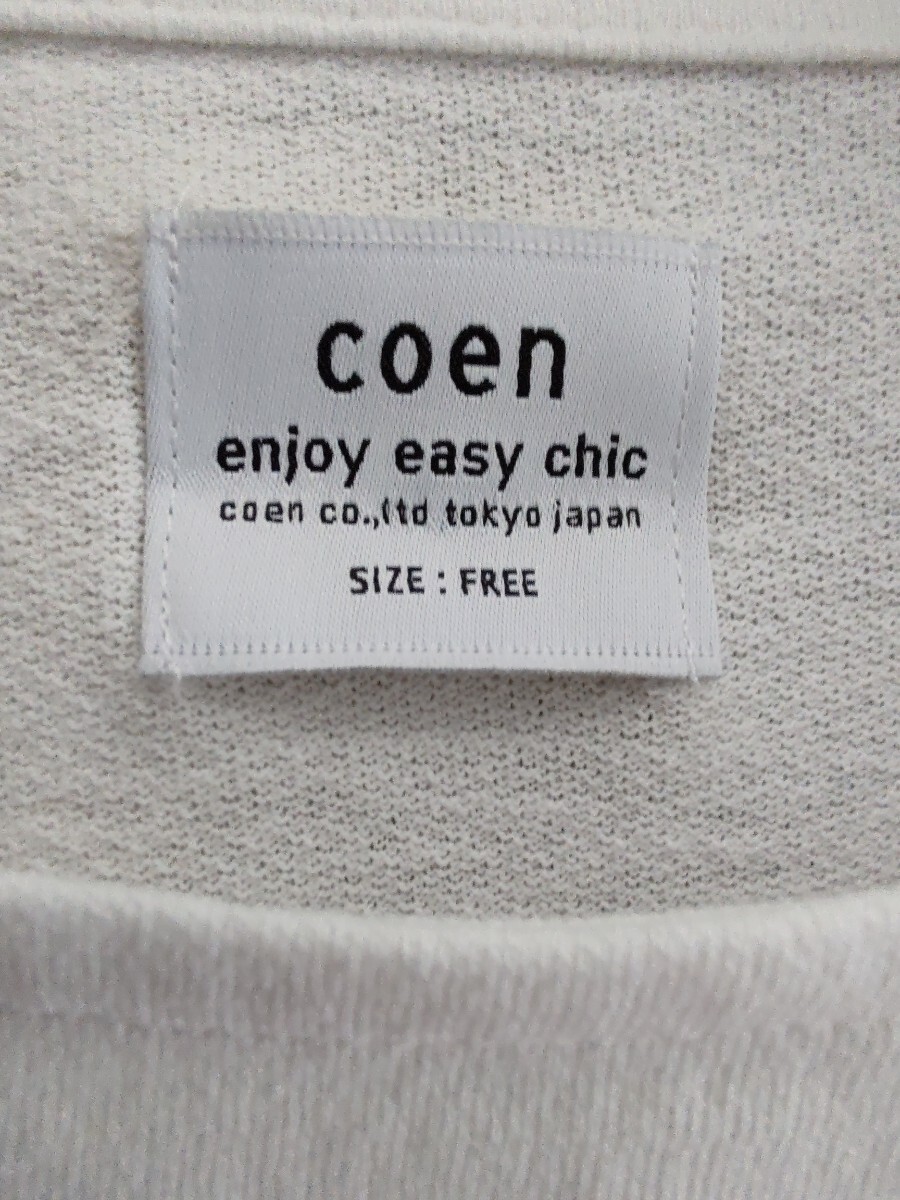 coen
enjoy easy chic
coen co.,ltd tokyo japan
SIZE : FREE